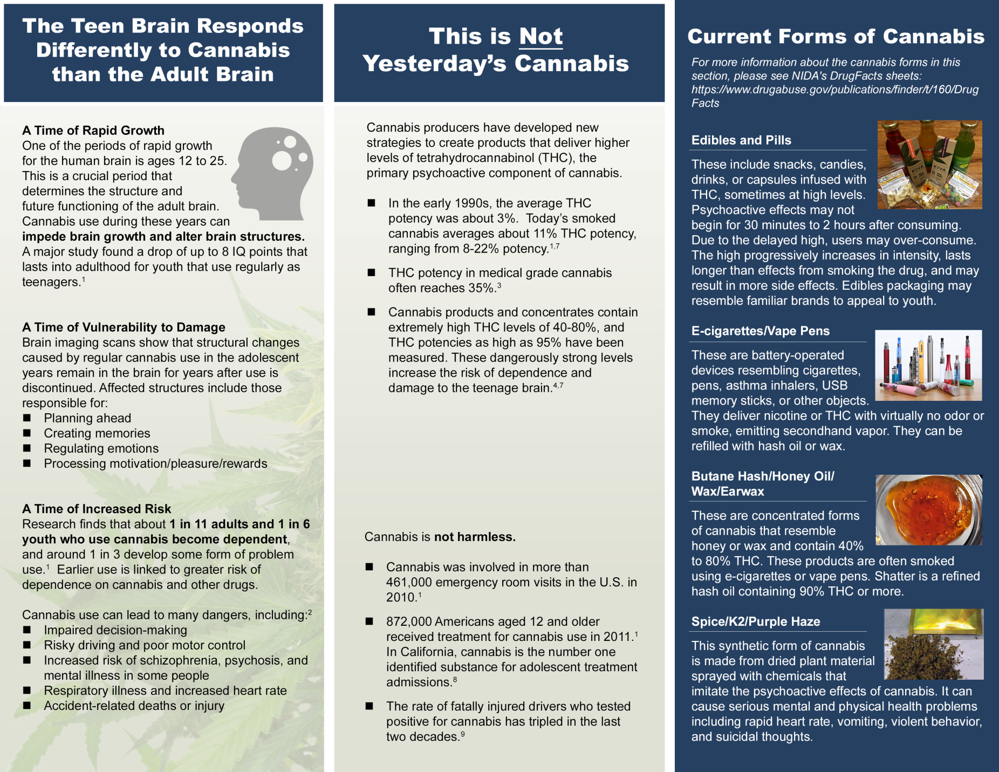 The Teen Brain Responds
Differently to Cannabis
than the Adult Brain
A Time of Rapid Growth
One of the periods of rapid growth
for the human brain is ages 12 to 25.
This is a crucial period that
determines the structure and
future functioning of the adult brain.
Cannabis use during these years can
impede brain growth and alter brain structures.
A major study found a drop of up to 8 IQ points that
lasts into adulthood for youth that use regularly as
teenagers.1
A Time of Vulnerability to Damage
Brain imaging scans show that structural changes
caused by regular cannabis use in the adolescent
years remain in the brain for years after use is
discontinued. Affected structures include those
responsible for:
■ Planning ahead
■ Creating memories
■ Regulating emotions
■ Processing motivation/pleasure/rewards
A Time of Increased Risk
Research finds that about 1 in 11 adults and 1 in 6
youth who use cannabis become dependent,
and around 1 in 3 develop some form of problem
use.1 Earlier use is linked to greater risk of
dependence on cannabis and other drugs.
Cannabis use can lead to many dangers, including:2
■ Impaired decision-making
■ Risky driving and poor motor control
■ Increased risk of schizophrenia, psychosis, and
mental illness in some people
■ Respiratory illness and increased heart rate
■ Accident-related deaths or injury
This is Not
Yesterday's Cannabis
Cannabis producers have developed new
strategies to create products that deliver higher
levels of tetrahydrocannabinol (THC), the
primary psychoactive component of cannabis.
■ In the early 1990s, the average THC
potency was about 3%. Today's smoked
cannabis averages about 11% THC potency,
ranging from 8-22% potency.1,7
■ THC potency in medical grade cannabis
often reaches 35%.3
■ Cannabis products and concentrates contain
extremely high THC levels of 40-80%, and
THC potencies as high as 95% have been
measured. These dangerously strong levels
increase the risk of dependence and
damage to the teenage brain.4,7
Cannabis is not harmless.
■ Cannabis was involved in more than
461,000 emergency room visits in the U.S. in
2010.1
■ 872,000 Americans aged 12 and older
received treatment for cannabis use in 2011.1
In California, cannabis is the number one
identified substance for adolescent treatment
admissions.8
■ The rate of fatally injured drivers who tested
positive for cannabis has tripled in the last
two decades.9
Current Forms of Cannabis
For more information about the cannabis forms in this
section, please see NIDA's DrugFacts sheets:
https://www.drugabuse.gov/publications/finder/t/160/Drug
Facts
Edibles and Pills
These include snacks, candies,
drinks, or capsules infused with
THC, sometimes at high levels.
Psychoactive effects may not
begin for 30 minutes to 2 hours after consuming.
Due to the delayed high, users may over-consume.
The high progressively increases in intensity, lasts
longer than effects from smoking the drug, and may
result in more side effects. Edibles packaging may
resemble familiar brands to appeal to youth.
KIVA
KIVA
EdiPure
E-cigarettes/Vape Pens
These are battery-operated
devices resembling cigarettes,
pens, asthma inhalers, USB
memory sticks, or other objects.
They deliver nicotine or THC with virtually no odor or
smoke, emitting secondhand vapor. They can be
refilled with hash oil or wax.
Butane Hash/Honey Oil/
Wax/Earwax
These are concentrated forms
of cannabis that resemble
honey or wax and contain 40%
to 80% THC. These products are often smoked
using e-cigarettes or vape pens. Shatter is a refined
hash oil containing 90% THC or more.
Spice/K2/Purple Haze
This synthetic form of cannabis
is made from dried plant material
sprayed with chemicals that
imitate the psychoactive effects of cannabis. It can
cause serious mental and physical health problems
including rapid heart rate, vomiting, violent behavior,
and suicidal thoughts.